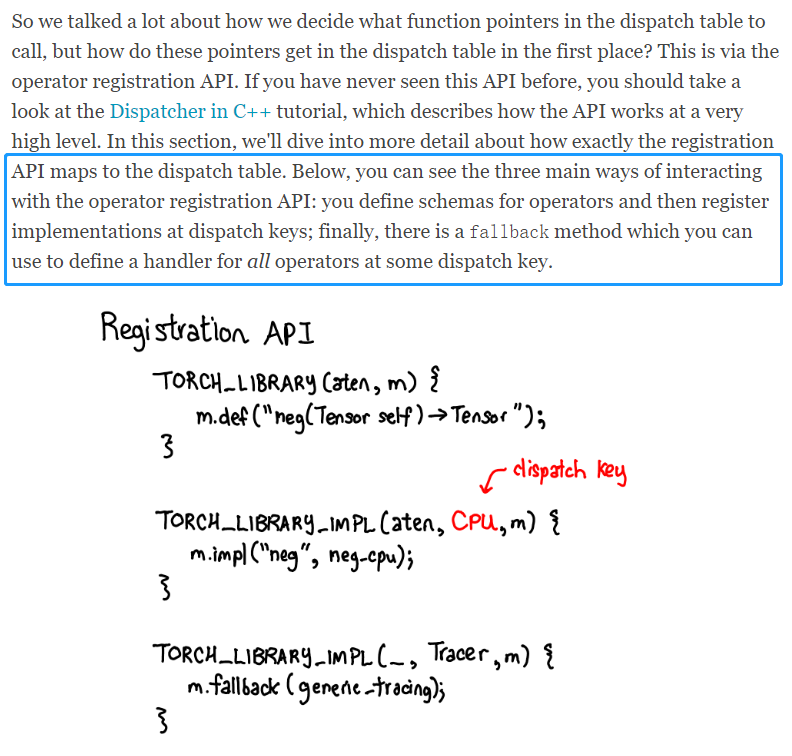 So we talked a lot about how we decide what function pointers in the dispatch table to
call, but how do these pointers get in the dispatch table in the first place? This is via the
operator registration API. If you have never seen this API before, you should take a
look at the Dispatcher in C++ tutorial, which describes how the API works at a very
high level. In this section, we'll dive into more detail about how exactly the registration
API maps to the dispatch table. Below, you can see the three main ways of interacting
with the operator registration API: you define schemas for operators and then register
implementations at dispatch keys; finally, there is a fallback method which you can
use to define a handler for all operators at some dispatch key.
Registration API
TORCH_LIBRARY(aten, m) {
m.def("neg(Tensor self)→Tensor");
}
dispatch key
TORCH_LIBRARY_IMPL(aten, CPU, m) {
m.impl("neg", neg_cpu);
}
TORCH_LIBRARY_IMPL(_, Tracer, m) {
m.fallback(generic_tracing);
}